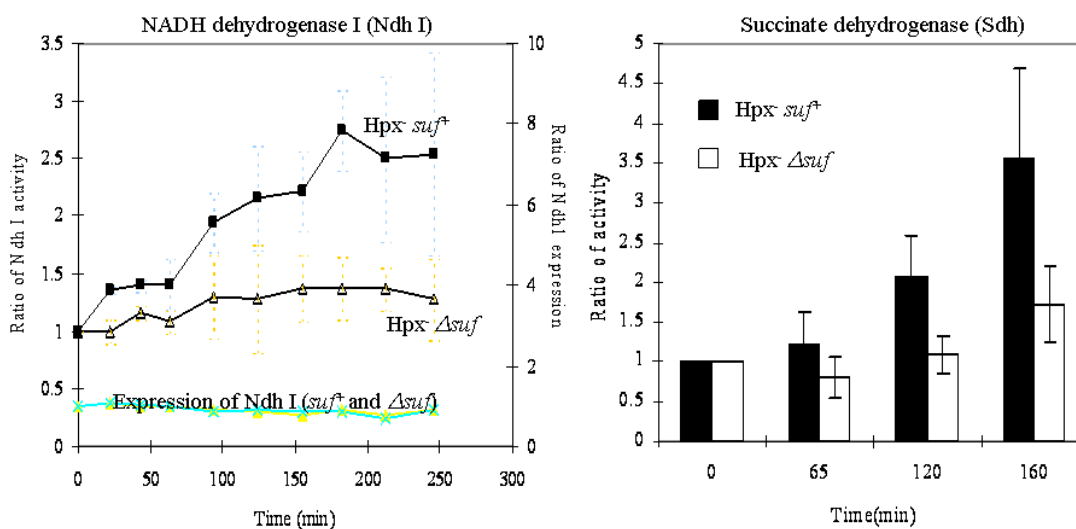 NADH dehydrogenase I (Ndh I)
3.5
3
2.5
2
1.5
1
0.5
0
Ratio of Ndh I activity
10
8
6
4
2
0
Ratio of Ndh1 expression
Hpx⁻ suf⁺
Hpx⁻ Δsuf
Expression of Ndh I (suf⁺ and Δsuf)
0 50 100 150 200 250 300
Time (min)
Succinate dehydrogenase (Sdh)
5
4.5
4
3.5
3
2.5
2
1.5
1
0.5
0
Ratio of activity
Hpx⁻ suf⁺
Hpx⁻ Δsuf
0 65 120 160
Time(min)